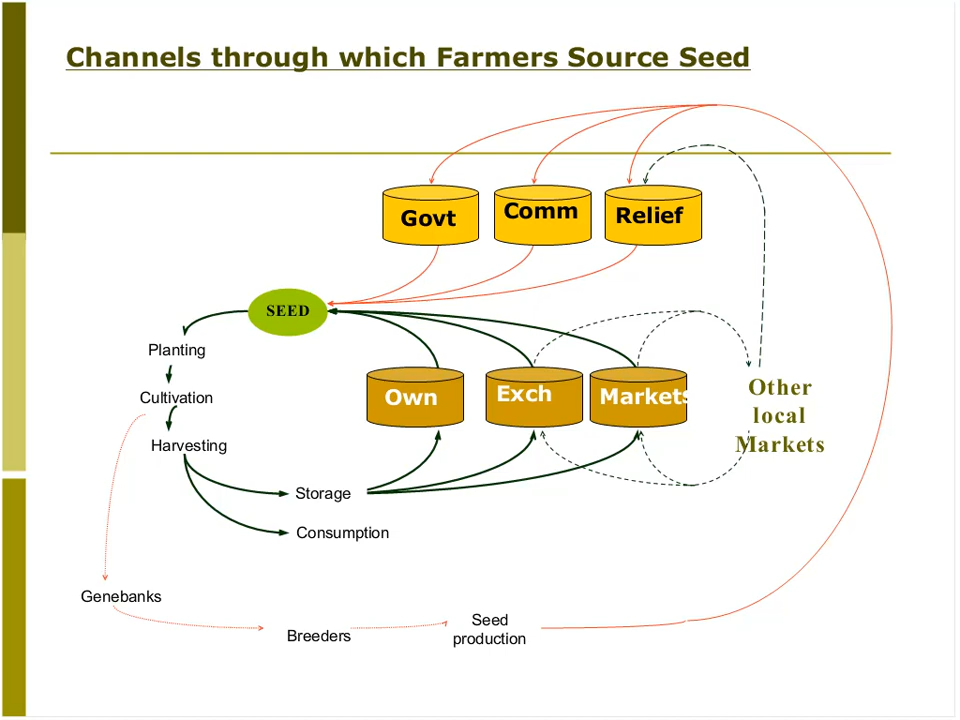 Channels through which Farmers Source Seed
Govt
Comm
Relief
SEED
Planting
Cultivation
Harvesting
Own
Exch
Markets
Other
local
Markets
Storage
Consumption
Genebanks
Breeders
Seed
production